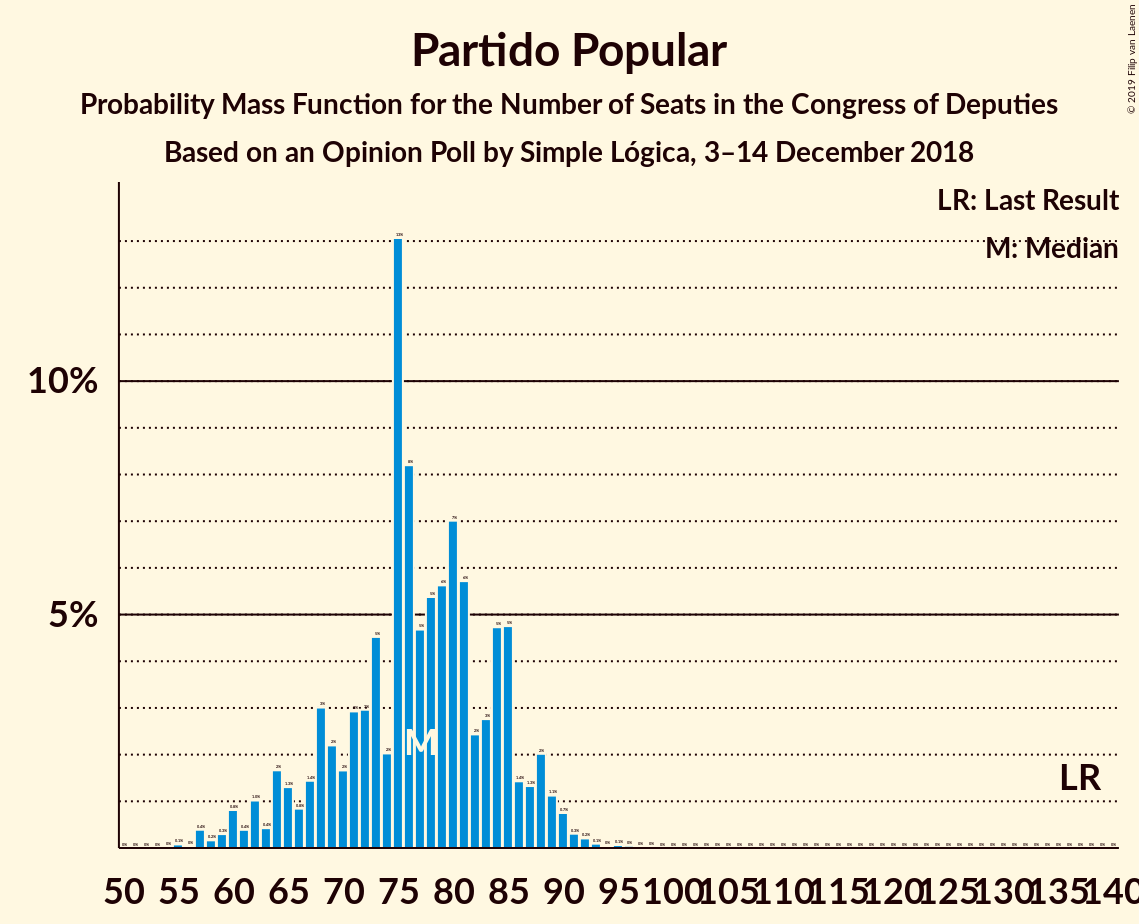 Partido Popular
Probability Mass Function for the Number of Seats in the Congress of Deputies
Based on an Opinion Poll by Simple Lógica, 3–14 December 2018
© 2019 Filip van Laenen
LR: Last Result
M: Median
10%
5%
M
LR
50 55 60 65 70 75 80 85 90 95 100 105 110 115 120 125 130 135 140